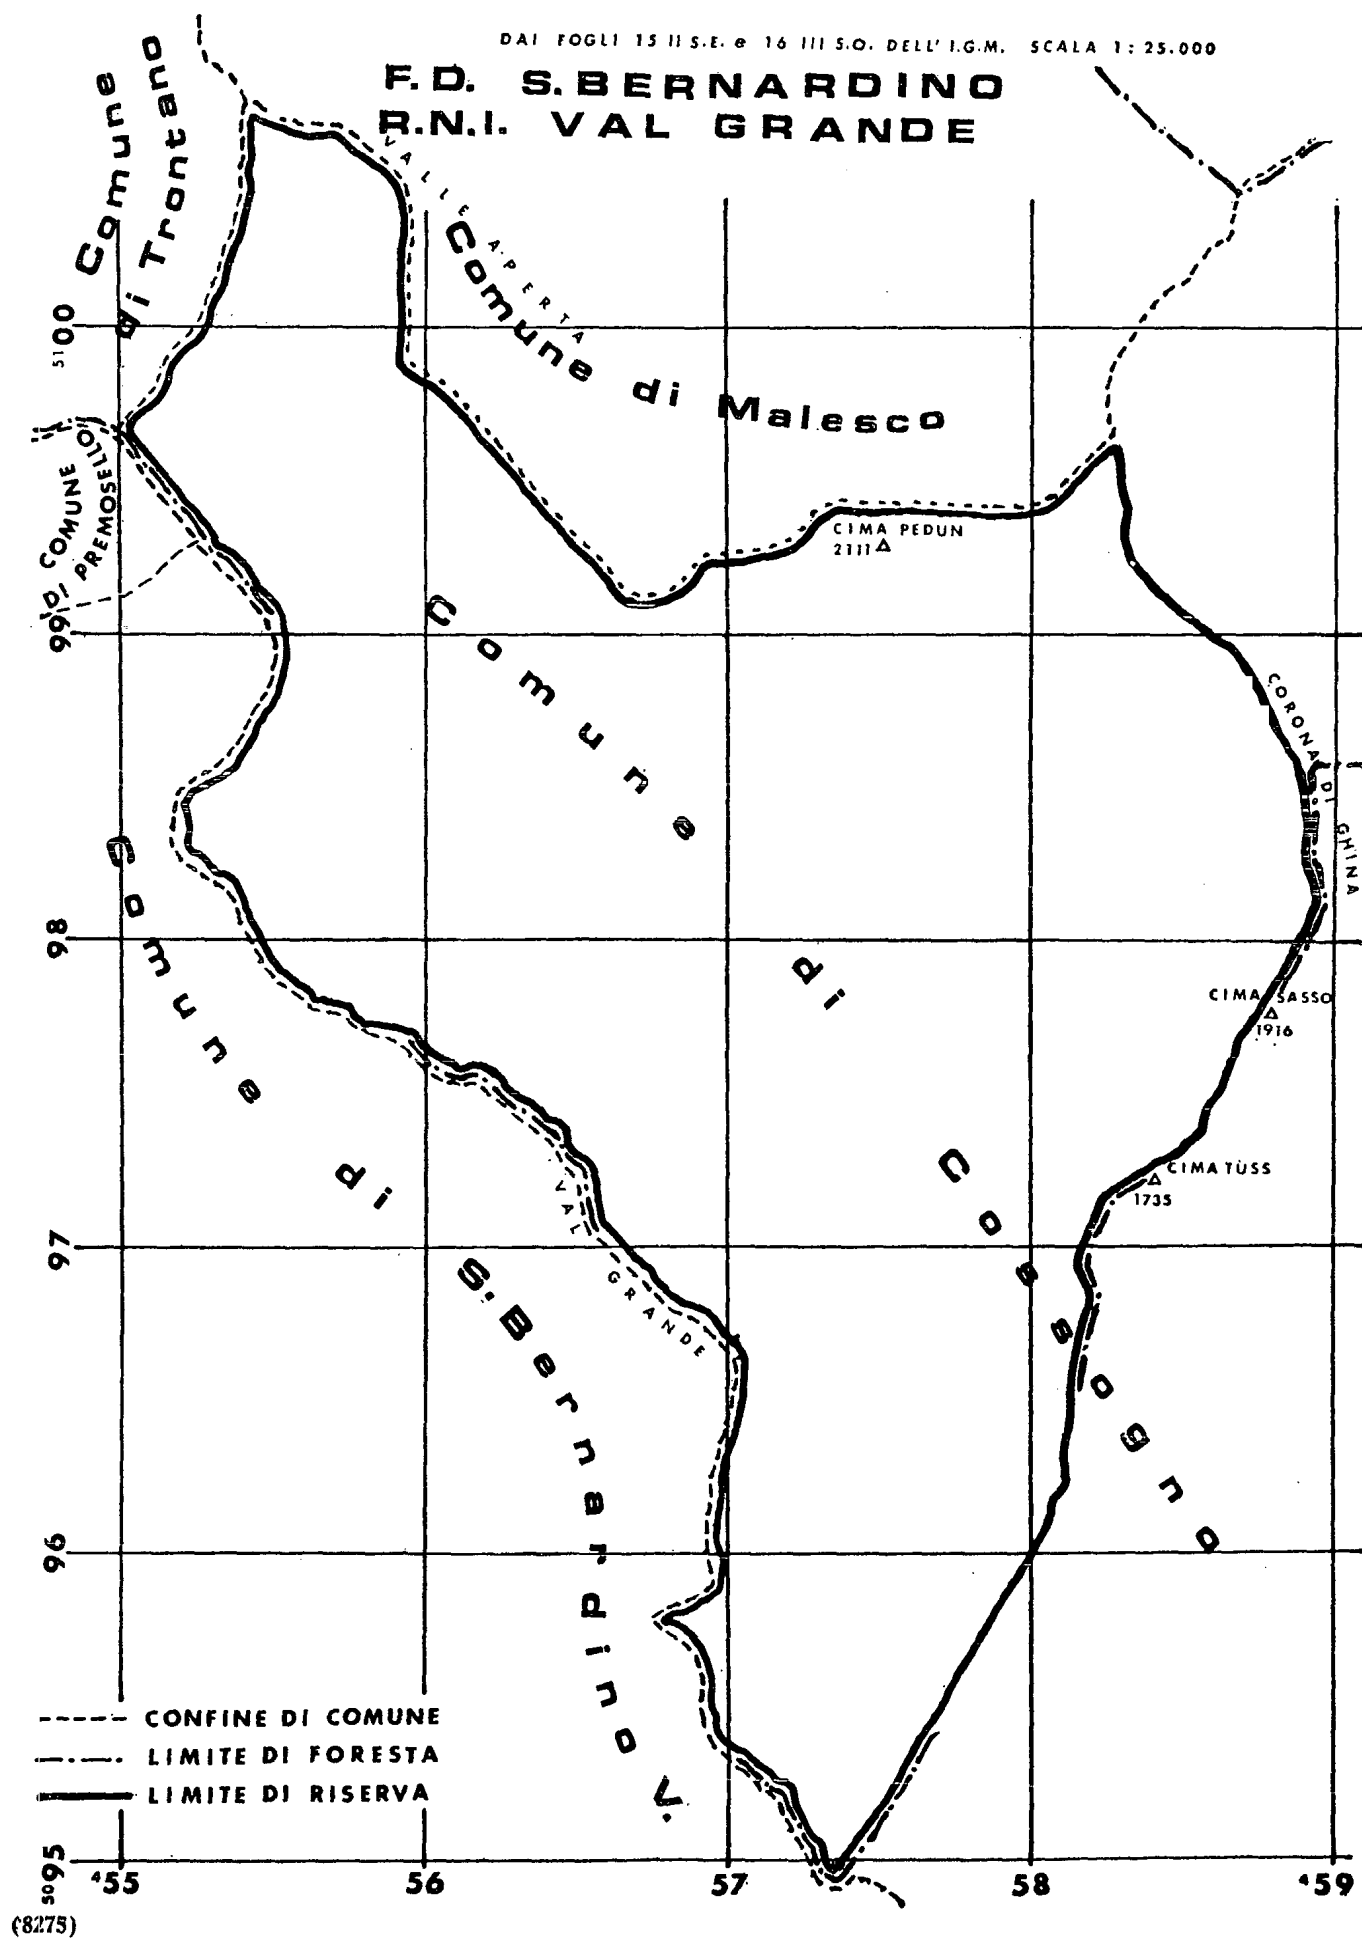 DAI FOGLI 15 II S.E. e 16 III S.O. DELL' I.G.M. SCALA 1:25.000
F.D. S.BERNARDINO
R.N.I. VAL GRANDE
Comune
di Trontano
VALLE APERTA
Comune di Malesco
5100
COMUNE
DI PREMOSELLO
CIMA PEDUN
2111
99
Comune di Cossogno
CORONA DI GHINA
Comune di S.Bernardino V.
98
CIMA SASSO
1916
CIMA TÙSS
1735
VAL GRANDE
97
96
CONFINE DI COMUNE
LIMITE DI FORESTA
LIMITE DI RISERVA
5095
455 56 57 58 459
(8275)